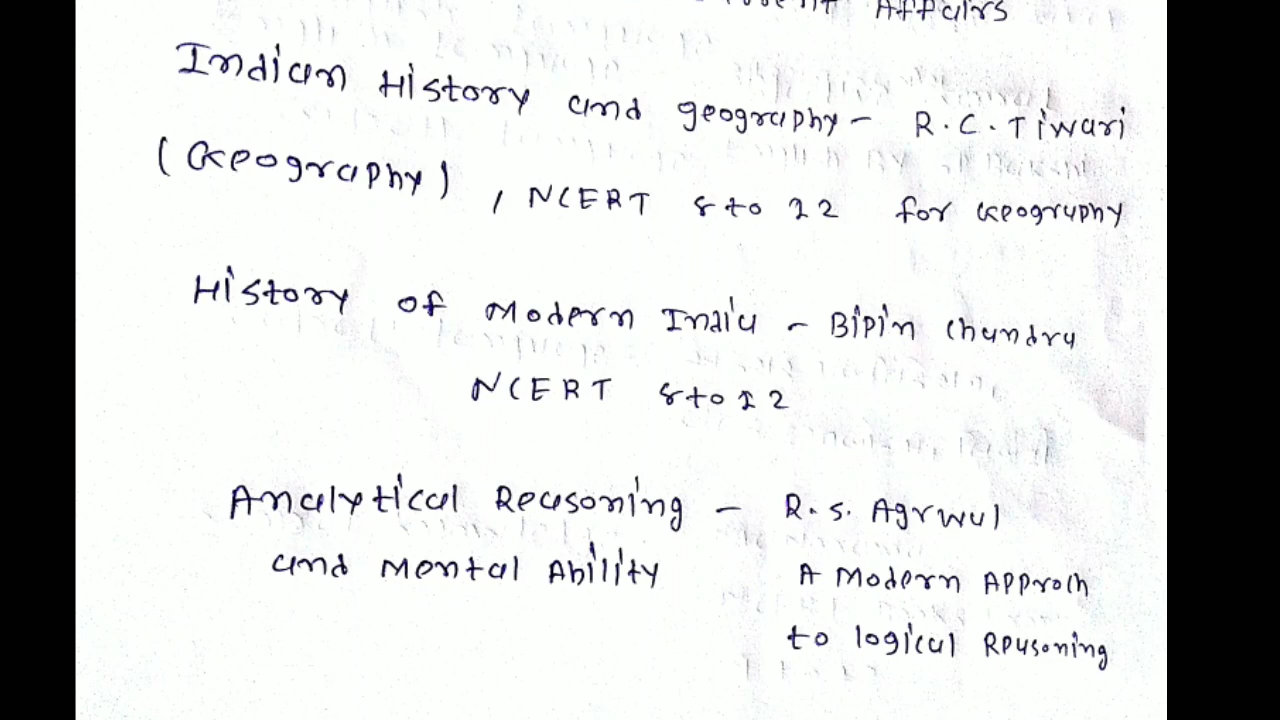 Affairs
Indian History and geography - R.C. Tiwari
(Geography), NCERT 8 to 12 for Geography
History of Modern India - Bipin Chandra
NCERT 8 to 12
Analytical Reasoning - R.S. Agrwal
and Mental Ability A Modern Approch
to logical Reasoning